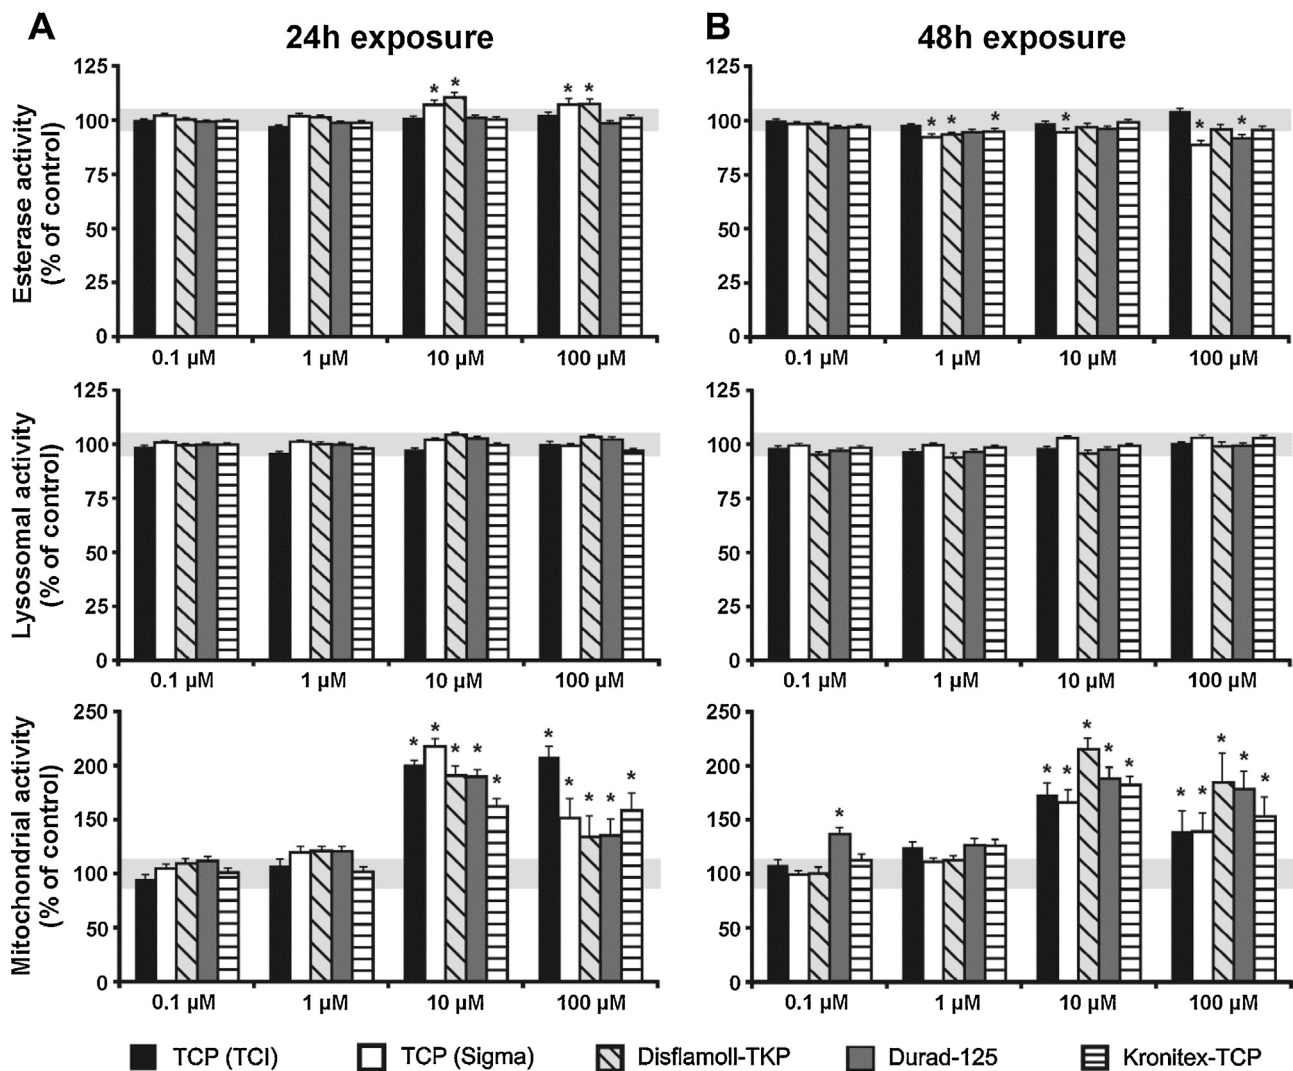 A
24h exposure
B
48h exposure
Esterase activity
(% of control)
125
100
75
50
25
0
* * * *
0.1 µM 1 µM 10 µM 100 µM
125
100
75
50
25
0
* * * * * *
0.1 µM 1 µM 10 µM 100 µM
Lysosomal activity
(% of control)
125
100
75
50
25
0
0.1 µM 1 µM 10 µM 100 µM
125
100
75
50
25
0
0.1 µM 1 µM 10 µM 100 µM
Mitochondrial activity
(% of control)
250
200
150
100
50
0
* * * * * * * * * *
0.1 µM 1 µM 10 µM 100 µM
250
200
150
100
50
0
* * * * * * * * * * *
0.1 µM 1 µM 10 µM 100 µM
TCP (TCI) TCP (Sigma) Disflamoll-TKP Durad-125 Kronitex-TCP